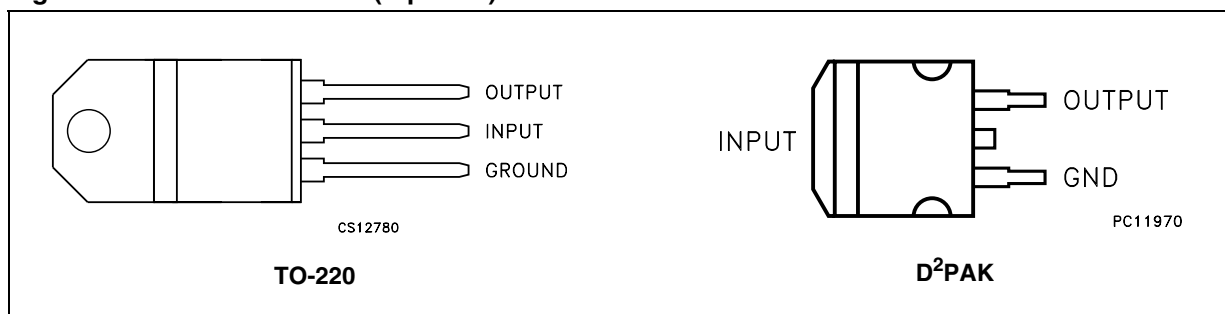 OUTPUT
INPUT
GROUND
CS12780
TO-220
INPUT
OUTPUT
GND
PC11970
D²PAK